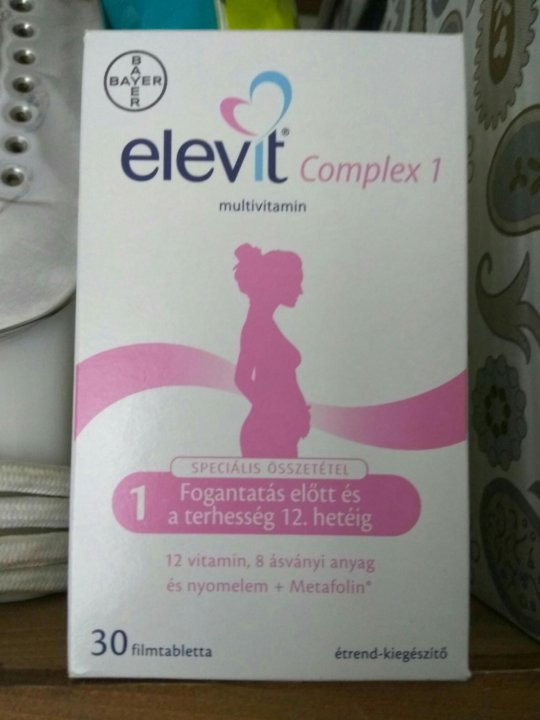 BAYER
BAYER
elevit® Complex 1
multivitamin
SPECIÁLIS ÖSSZETÉTEL
1 Fogantatás előtt és
a terhesség 12. hetéig
12 vitamin, 8 ásványi anyag
és nyomelem + Metafolin®
30 filmtabletta
étrend-kiegészítő